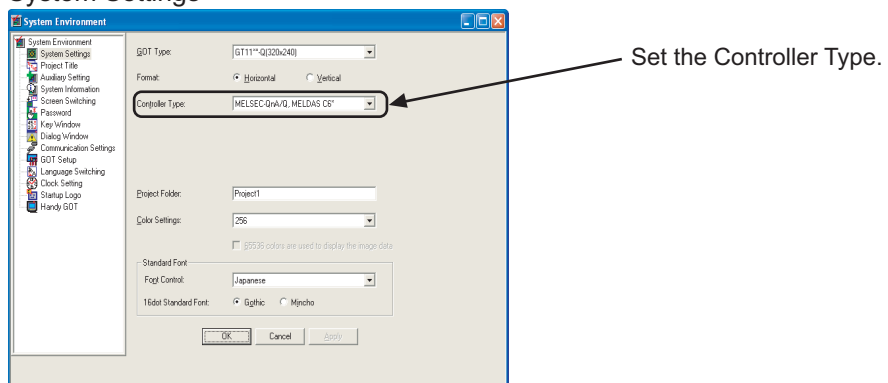 System Settings
System Environment
System Environment
System Settings
Project Title
Auxiliary Setting
System Information
Screen Switching
Password
Key Window
Dialog Window
Communication Settings
GOT Setup
Language Switching
Clock Setting
Startup Logo
Handy GOT
GOT Type: GT11**-Q(320x240)
Format: Horizontal Vertical
Controller Type: MELSEC-QnA/Q, MELDAS C6*
Set the Controller Type.
Project Folder: Project1
Color Settings: 256
65536 colors are used to display the image data
Standard Font
Font Control: Japanese
16dot Standard Font: Gothic Mincho
OK Cancel Apply